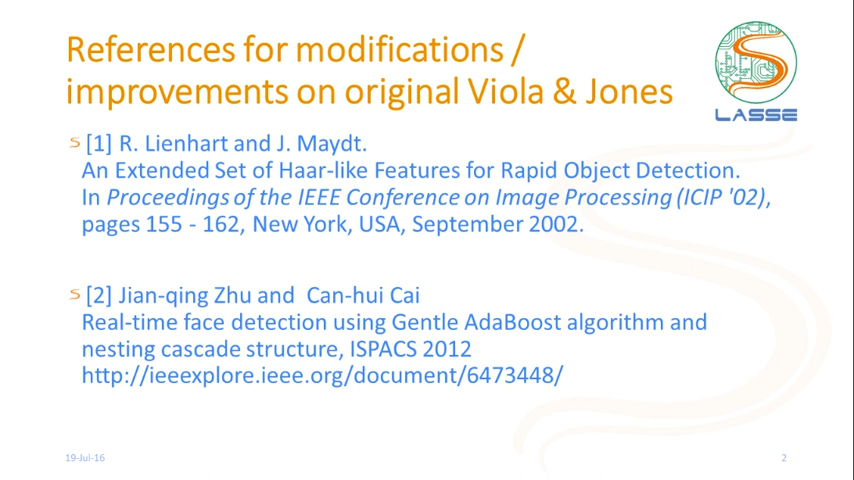 References for modifications /
improvements on original Viola & Jones
LASSE
[1] R. Lienhart and J. Maydt.
An Extended Set of Haar-like Features for Rapid Object Detection.
In Proceedings of the IEEE Conference on Image Processing (ICIP '02),
pages 155 - 162, New York, USA, September 2002.
[2] Jian-qing Zhu and  Can-hui Cai
Real-time face detection using Gentle AdaBoost algorithm and
nesting cascade structure, ISPACS 2012
http://ieeexplore.ieee.org/document/6473448/
19-Jul-16
2